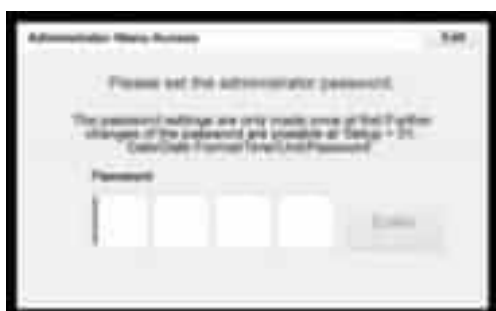 Administrator Menu Access
Please set the administrator password.
The password settings are only made once at first Further
changes of the password are possible at Setup
Date/Date Format/Time/Unit/Password
Password
Enter